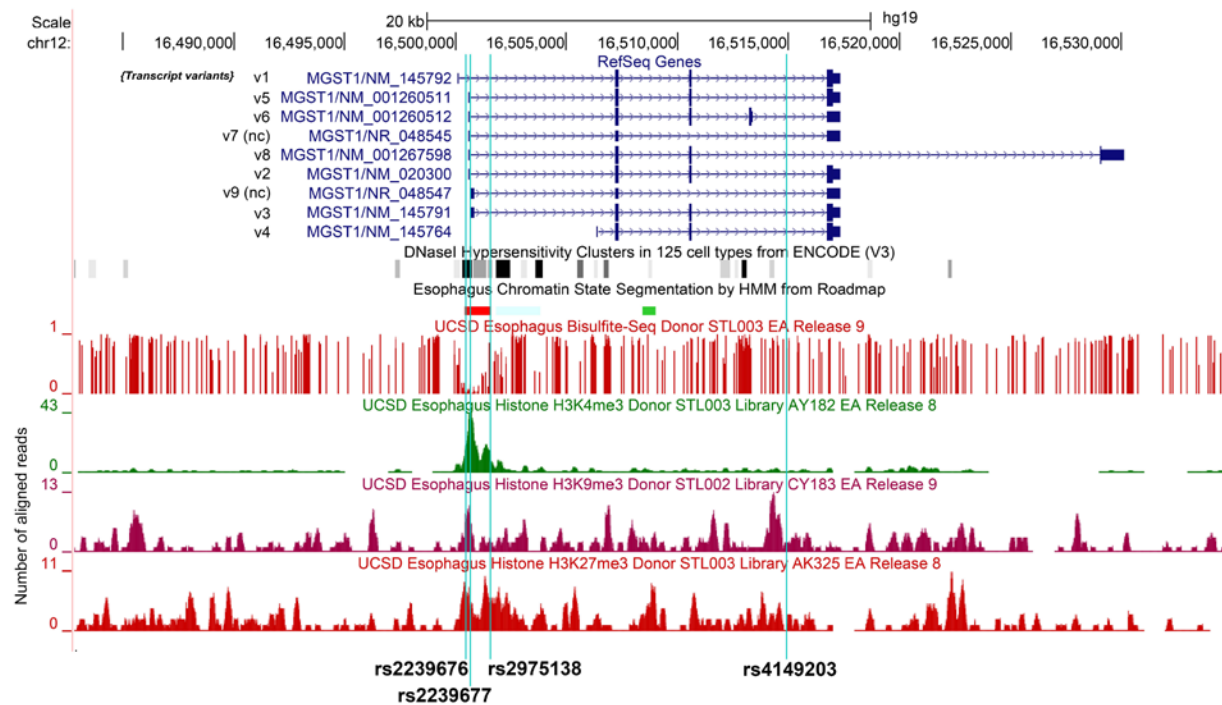 Scale 20 kb hg19
chr12: 16,490,000 16,495,000 16,500,000 16,505,000 16,510,000 16,515,000 16,520,000 16,525,000 16,530,000
RefSeq Genes
{Transcript variants} v1 MGST1/NM_145792
v5 MGST1/NM_001260511
v6 MGST1/NM_001260512
v7 (nc) MGST1/NR_048545
v8 MGST1/NM_001267598
v2 MGST1/NM_020300
v9 (nc) MGST1/NR_048547
v3 MGST1/NM_145791
v4 MGST1/NM_145764
DNaseI Hypersensitivity Clusters in 125 cell types from ENCODE (V3)
Esophagus Chromatin State Segmentation by HMM from Roadmap
UCSD Esophagus Bisulfite-Seq Donor STL003 EA Release 9
1
0
UCSD Esophagus Histone H3K4me3 Donor STL003 Library AY182 EA Release 8
43
0
UCSD Esophagus Histone H3K9me3 Donor STL002 Library CY183 EA Release 9
13
0
UCSD Esophagus Histone H3K27me3 Donor STL003 Library AK325 EA Release 8
11
0
Number of aligned reads
rs2239676 rs2975138 rs4149203
rs2239677